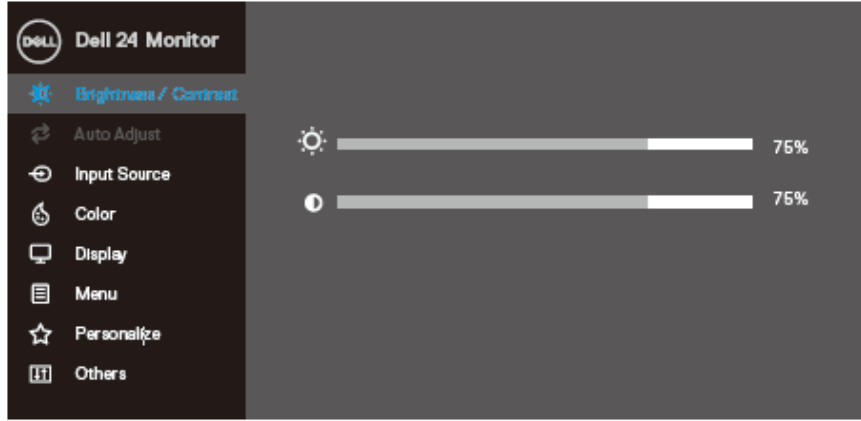 DELL Dell 24 Monitor
Brightness / Contrast
Auto Adjust
75%
Input Source
75%
Color
Display
Menu
Personalize
Others